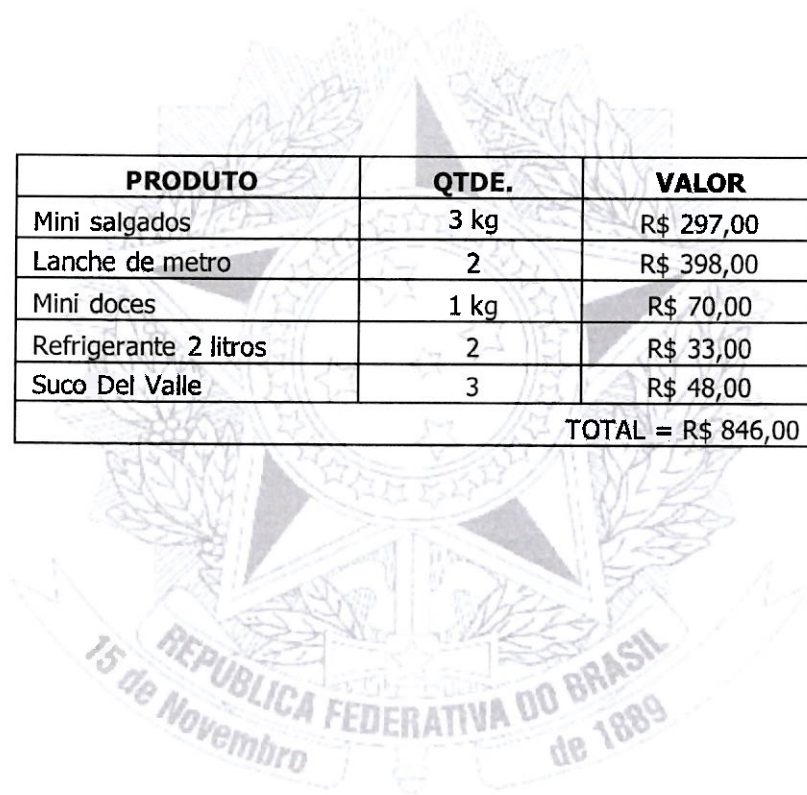 PRODUTO QTDE. VALOR
Mini salgados 3 kg R$ 297,00
Lanche de metro 2 R$ 398,00
Mini doces 1 kg R$ 70,00
Refrigerante 2 litros 2 R$ 33,00
Suco Del Valle 3 R$ 48,00
TOTAL = R$ 846,00
REPUBLICA FEDERATIVA DO BRASIL
15 de Novembro de 1889